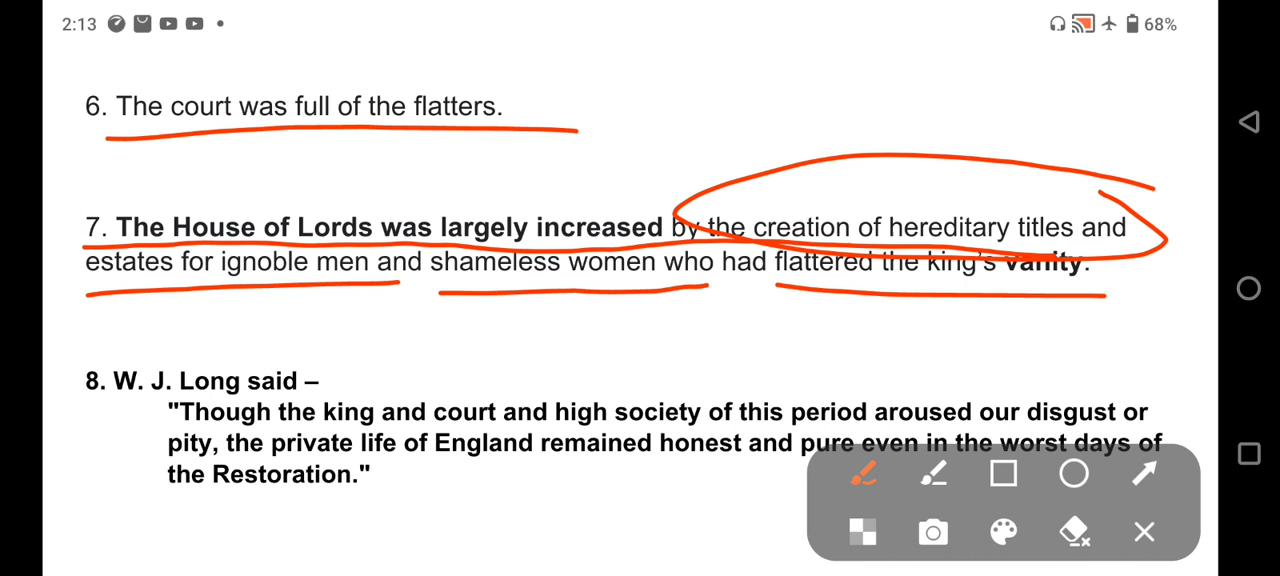 2:13
68%
6. The court was full of the flatters.
7. The House of Lords was largely increased by the creation of hereditary titles and
estates for ignoble men and shameless women who had flattered the king's vanity.
8. W. J. Long said –
"Though the king and court and high society of this period aroused our disgust or
pity, the private life of England remained honest and pure even in the worst days of
the Restoration."